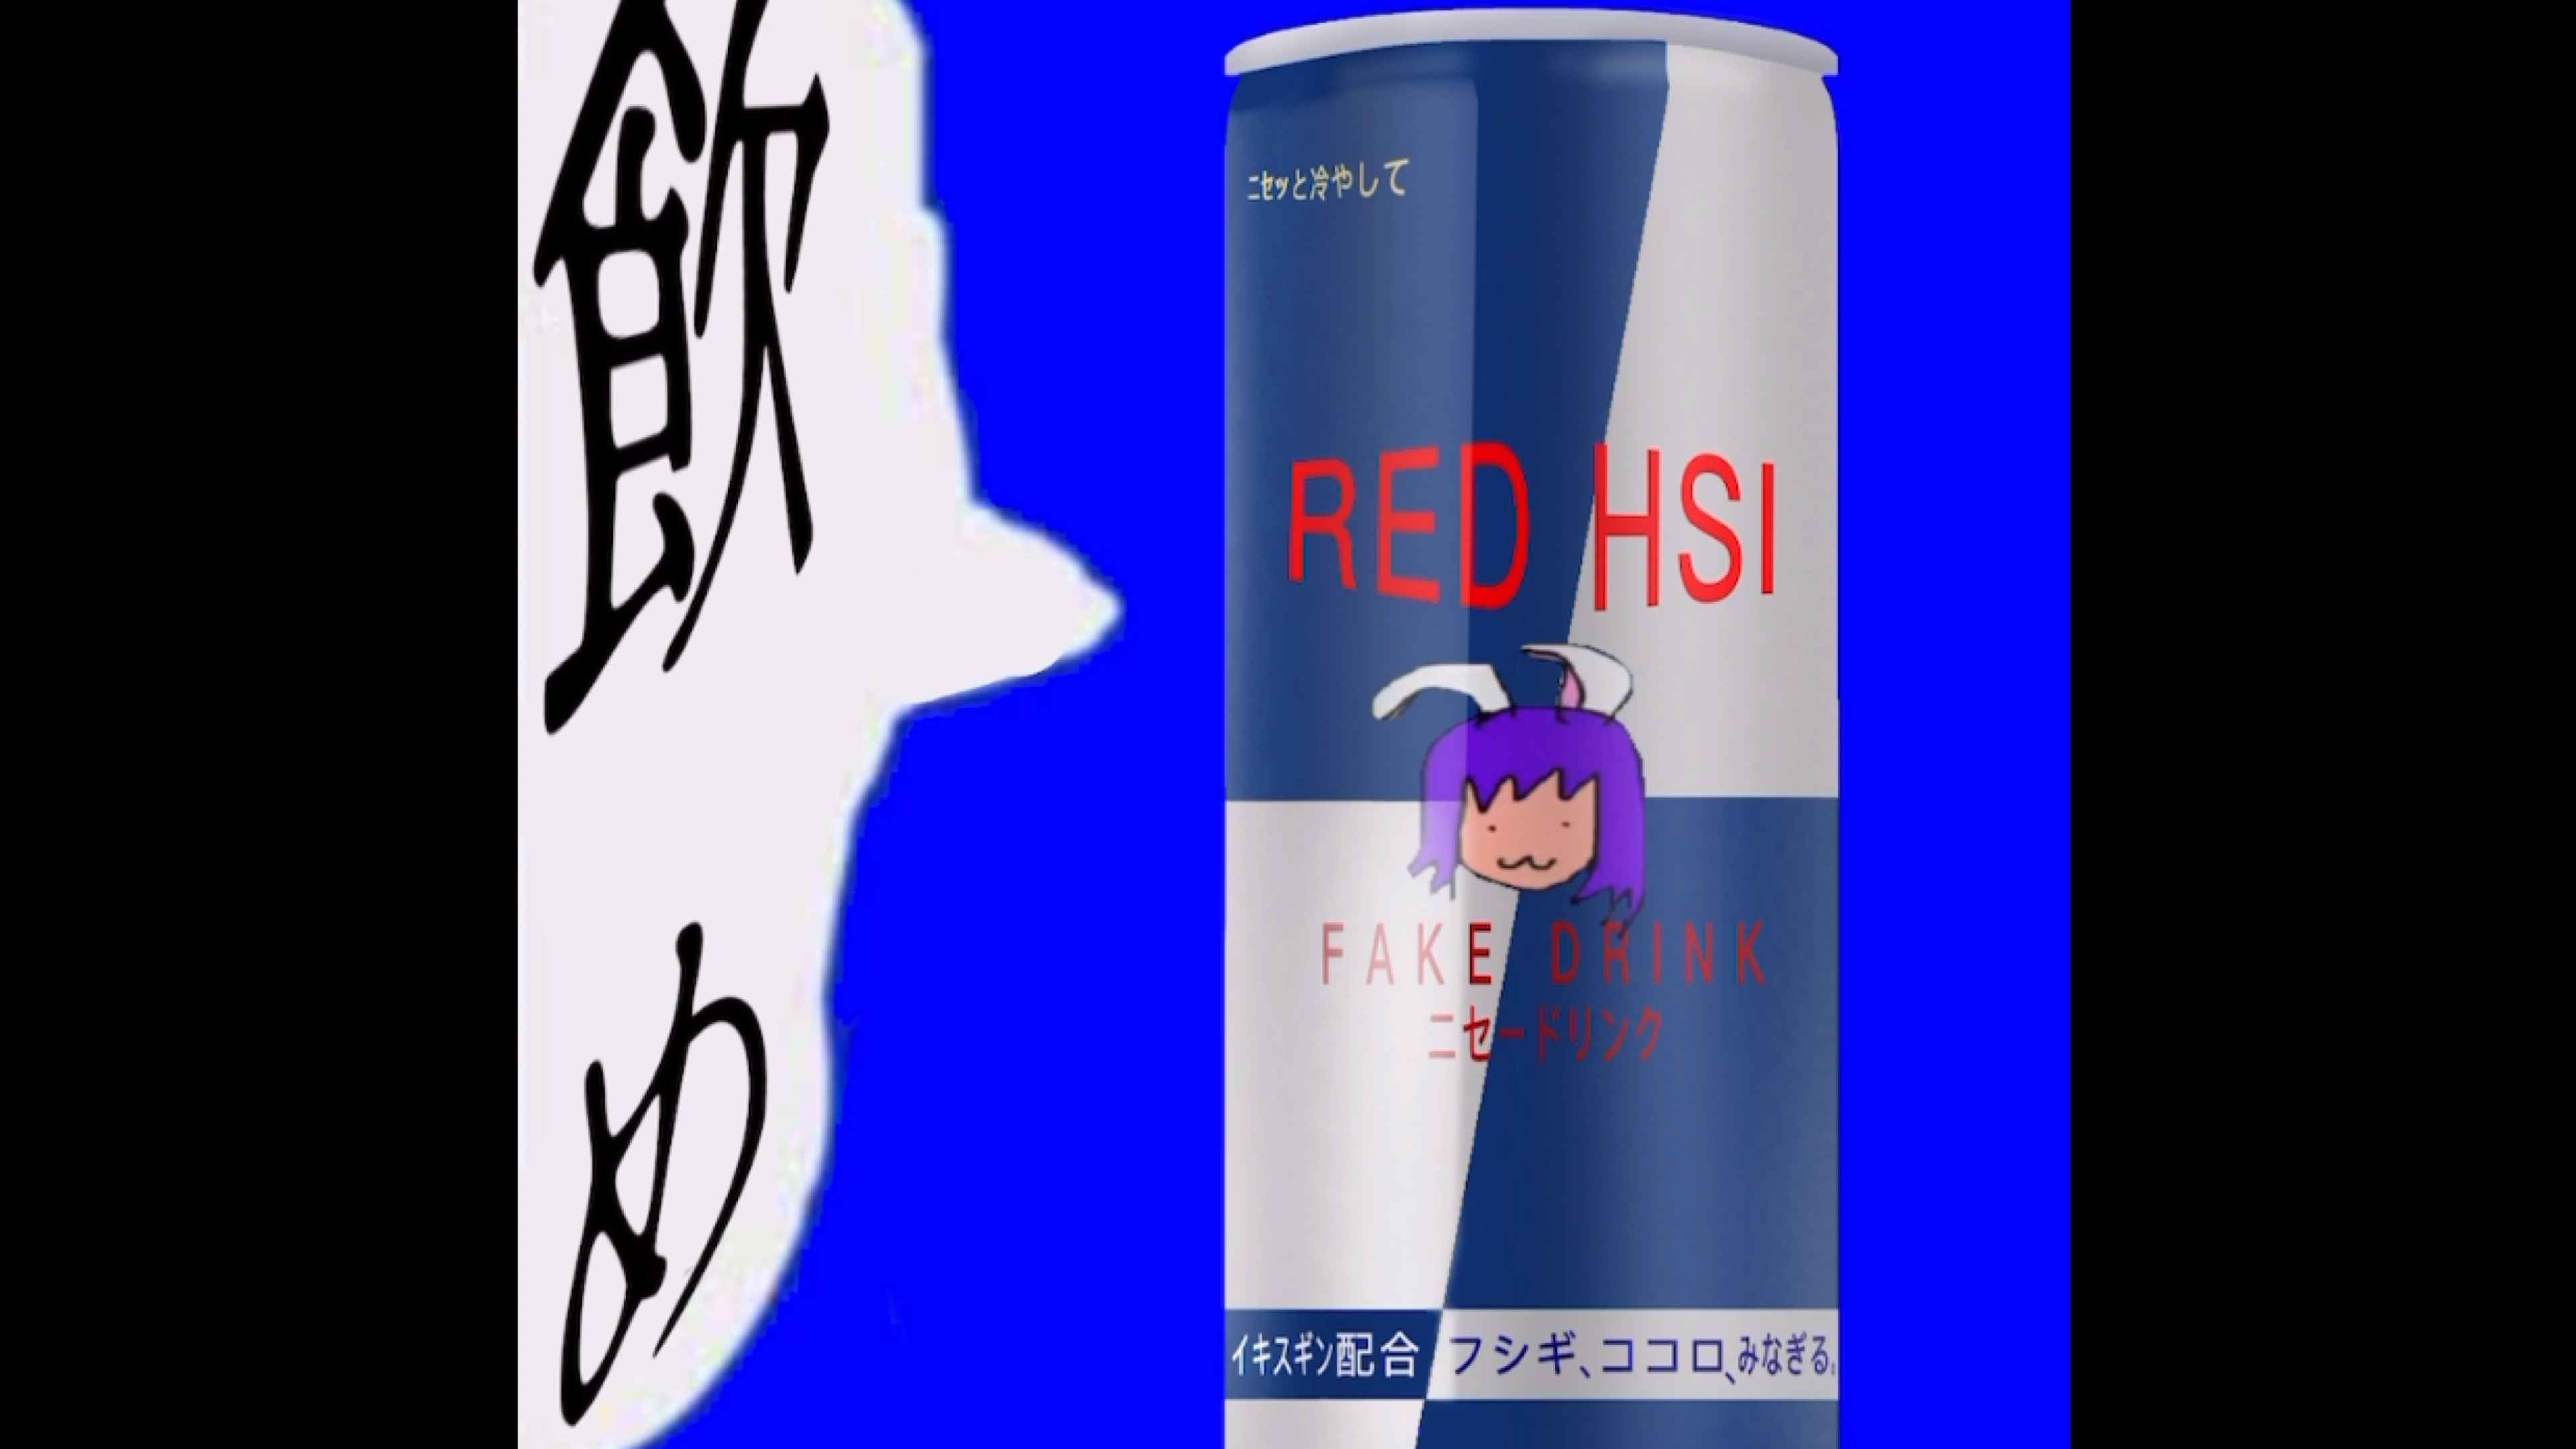 飲め
ニセッと冷やして
RED HSI
FAKE DRINK
ニセードリンク
イキスギン配合
フシギ、ココロ、みなぎる。